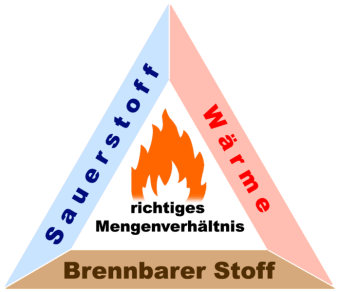 Sauerstoff
Wärme
richtiges
Mengenverhältnis
Brennbarer Stoff